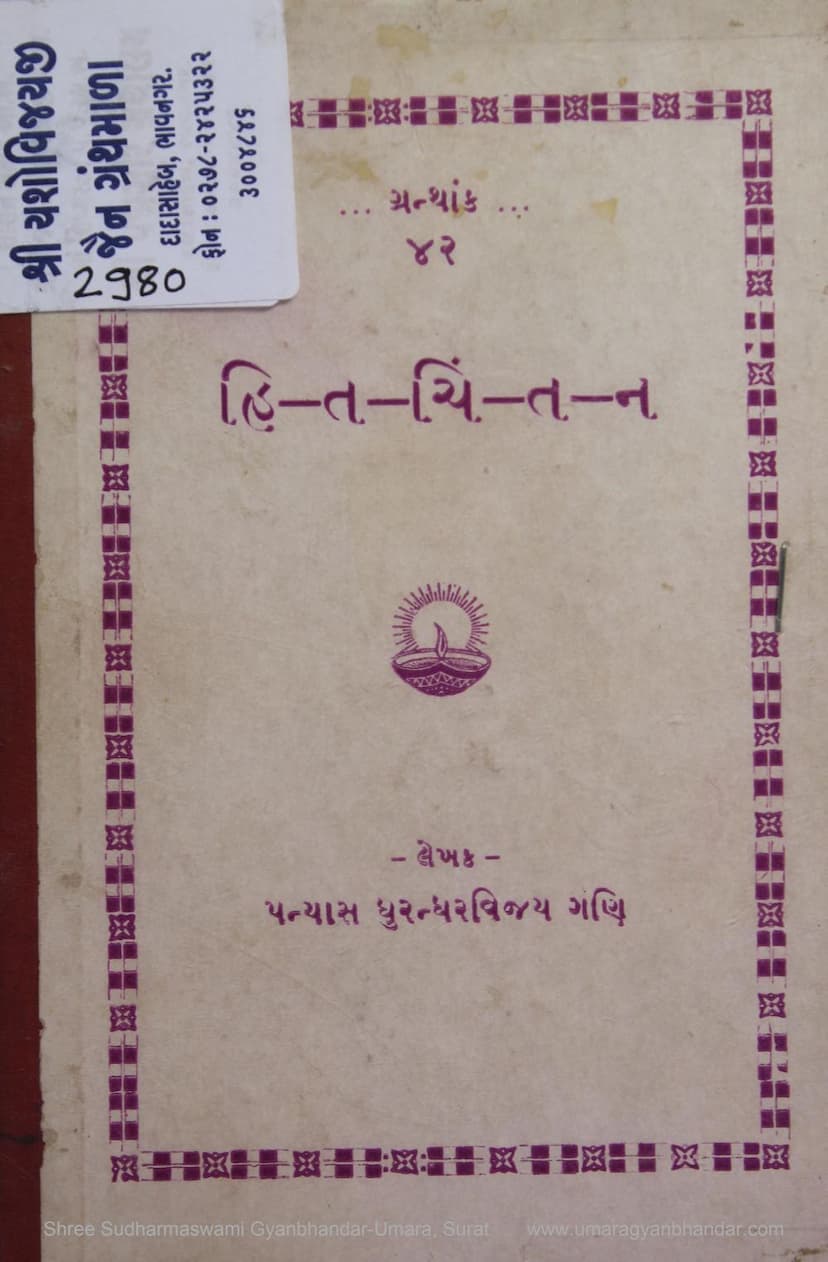 શ્રી યશોવિજયજી
જૈન ગ્રંથમાળા
દાદાસાહેબ, ભાવનગર.
ફોન : ૦૨૭૮-૨૪૨૫૩૨૨
૩૦૦૪૮૪૬
2980
... ગ્રન્થાંક ...
૪૨
હિ–ત–ચિં–ત–ન
– લેખક –
પન્યાસ ધુરન્ધરવિજય ગણિ
Shree Sudharmaswami Gyanbhandar-Umara, Surat www.umaragyanbhandar.com